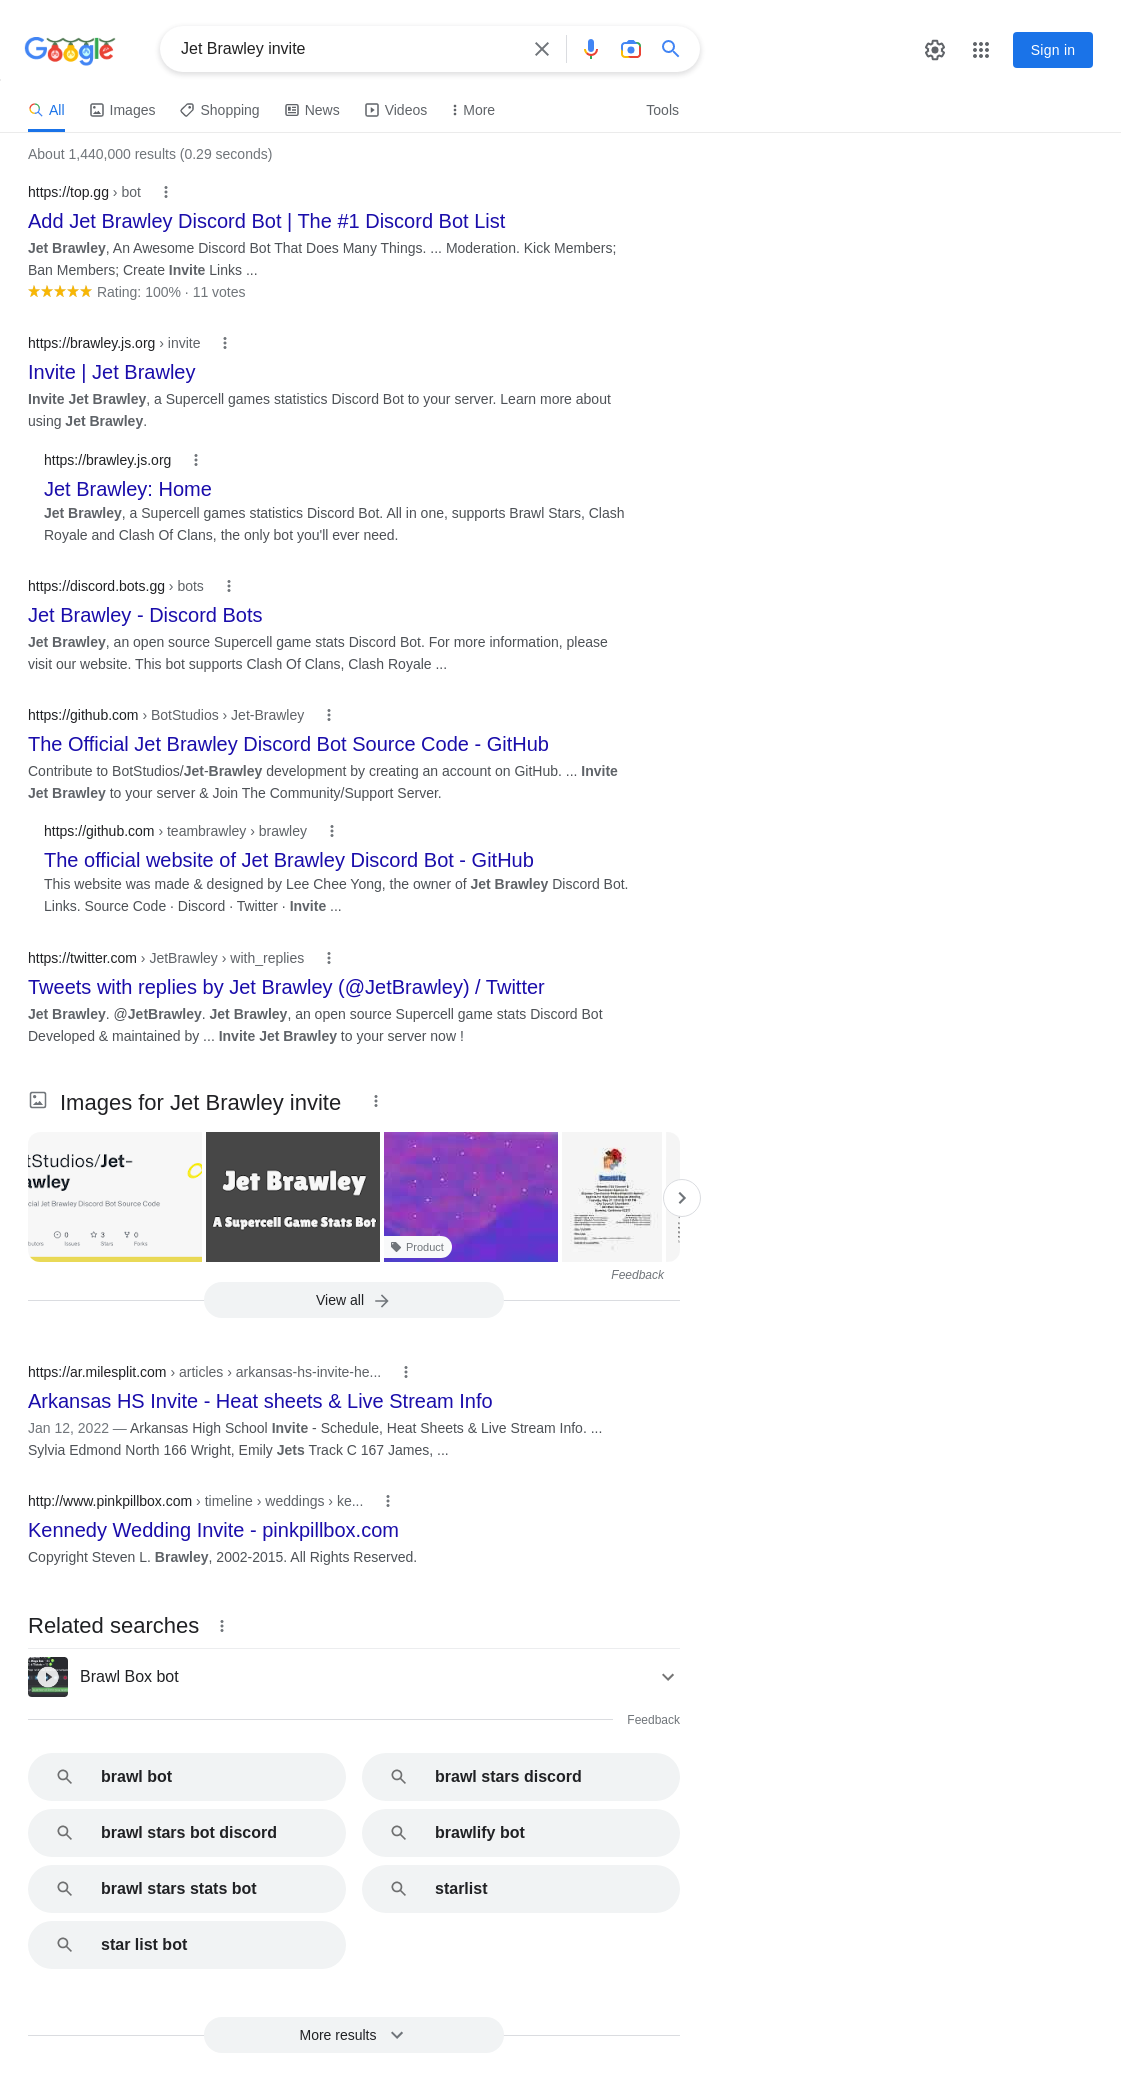 Google
Jet Brawley invite
Sign in
All
Images
Shopping
News
Videos
More
Tools
About 1,440,000 results (0.29 seconds)
https://top.gg › bot
Add Jet Brawley Discord Bot | The #1 Discord Bot List
Jet Brawley, An Awesome Discord Bot That Does Many Things. ... Moderation. Kick Members;
Ban Members; Create Invite Links ...
Rating: 100% · 11 votes
https://brawley.js.org › invite
Invite | Jet Brawley
Invite Jet Brawley, a Supercell games statistics Discord Bot to your server. Learn more about
using Jet Brawley.
https://brawley.js.org
Jet Brawley: Home
Jet Brawley, a Supercell games statistics Discord Bot. All in one, supports Brawl Stars, Clash
Royale and Clash Of Clans, the only bot you'll ever need.
https://discord.bots.gg › bots
Jet Brawley - Discord Bots
Jet Brawley, an open source Supercell game stats Discord Bot. For more information, please
visit our website. This bot supports Clash Of Clans, Clash Royale ...
https://github.com › BotStudios › Jet-Brawley
The Official Jet Brawley Discord Bot Source Code - GitHub
Contribute to BotStudios/Jet-Brawley development by creating an account on GitHub. ... Invite
Jet Brawley to your server & Join The Community/Support Server.
https://github.com › teambrawley › brawley
The official website of Jet Brawley Discord Bot - GitHub
This website was made & designed by Lee Chee Yong, the owner of Jet Brawley Discord Bot.
Links. Source Code · Discord · Twitter · Invite ...
https://twitter.com › JetBrawley › with_replies
Tweets with replies by Jet Brawley (@JetBrawley) / Twitter
Jet Brawley. @JetBrawley. Jet Brawley, an open source Supercell game stats Discord Bot
Developed & maintained by ... Invite Jet Brawley to your server now !
Images for Jet Brawley invite
tStudios/Jet-
awley
cial Jet Brawley Discord Bot Source Code
0
3
0
Issues
Stars
Forks
Jet Brawley
A Supercell Game Stats Bot
Product
Feedback
View all
https://ar.milesplit.com › articles › arkansas-hs-invite-he...
Arkansas HS Invite - Heat sheets & Live Stream Info
Jan 12, 2022 — Arkansas High School Invite - Schedule, Heat Sheets & Live Stream Info. ...
Sylvia Edmond North 166 Wright, Emily Jets Track C 167 James, ...
http://www.pinkpillbox.com › timeline › weddings › ke...
Kennedy Wedding Invite - pinkpillbox.com
Copyright Steven L. Brawley, 2002-2015. All Rights Reserved.
Related searches
Brawl Box bot
Feedback
brawl bot
brawl stars discord
brawl stars bot discord
brawlify bot
brawl stars stats bot
starlist
star list bot
More results